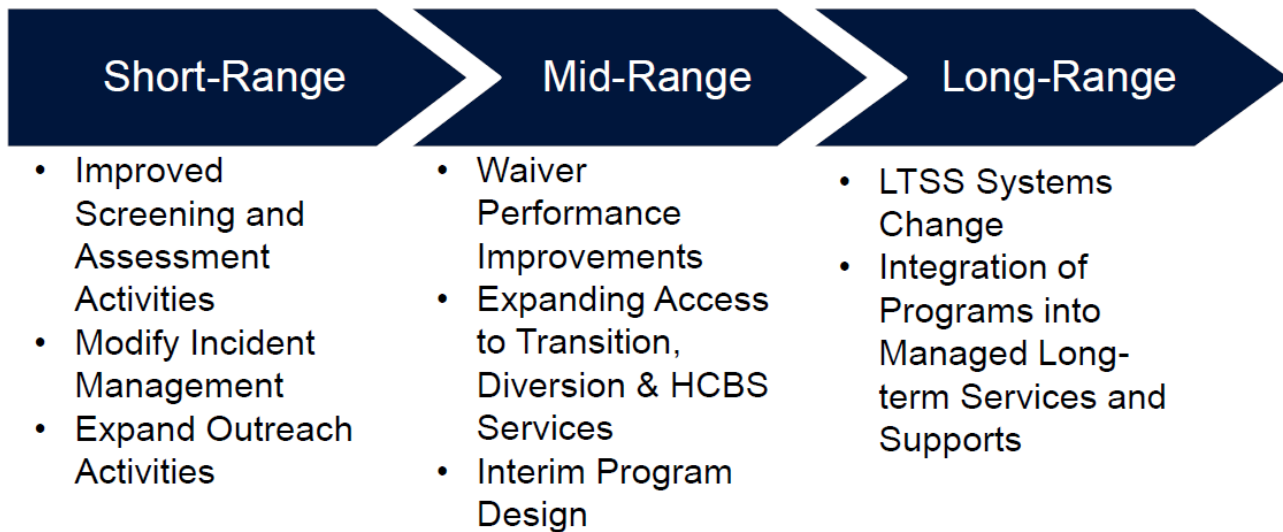 Short-Range
Mid-Range
Long-Range
• Improved
Screening and
Assessment
Activities
• Modify Incident
Management
• Expand Outreach
Activities
• Waiver
Performance
Improvements
• Expanding Access
to Transition,
Diversion & HCBS
Services
• Interim Program
Design
• LTSS Systems
Change
• Integration of
Programs into
Managed Long-
term Services and
Supports